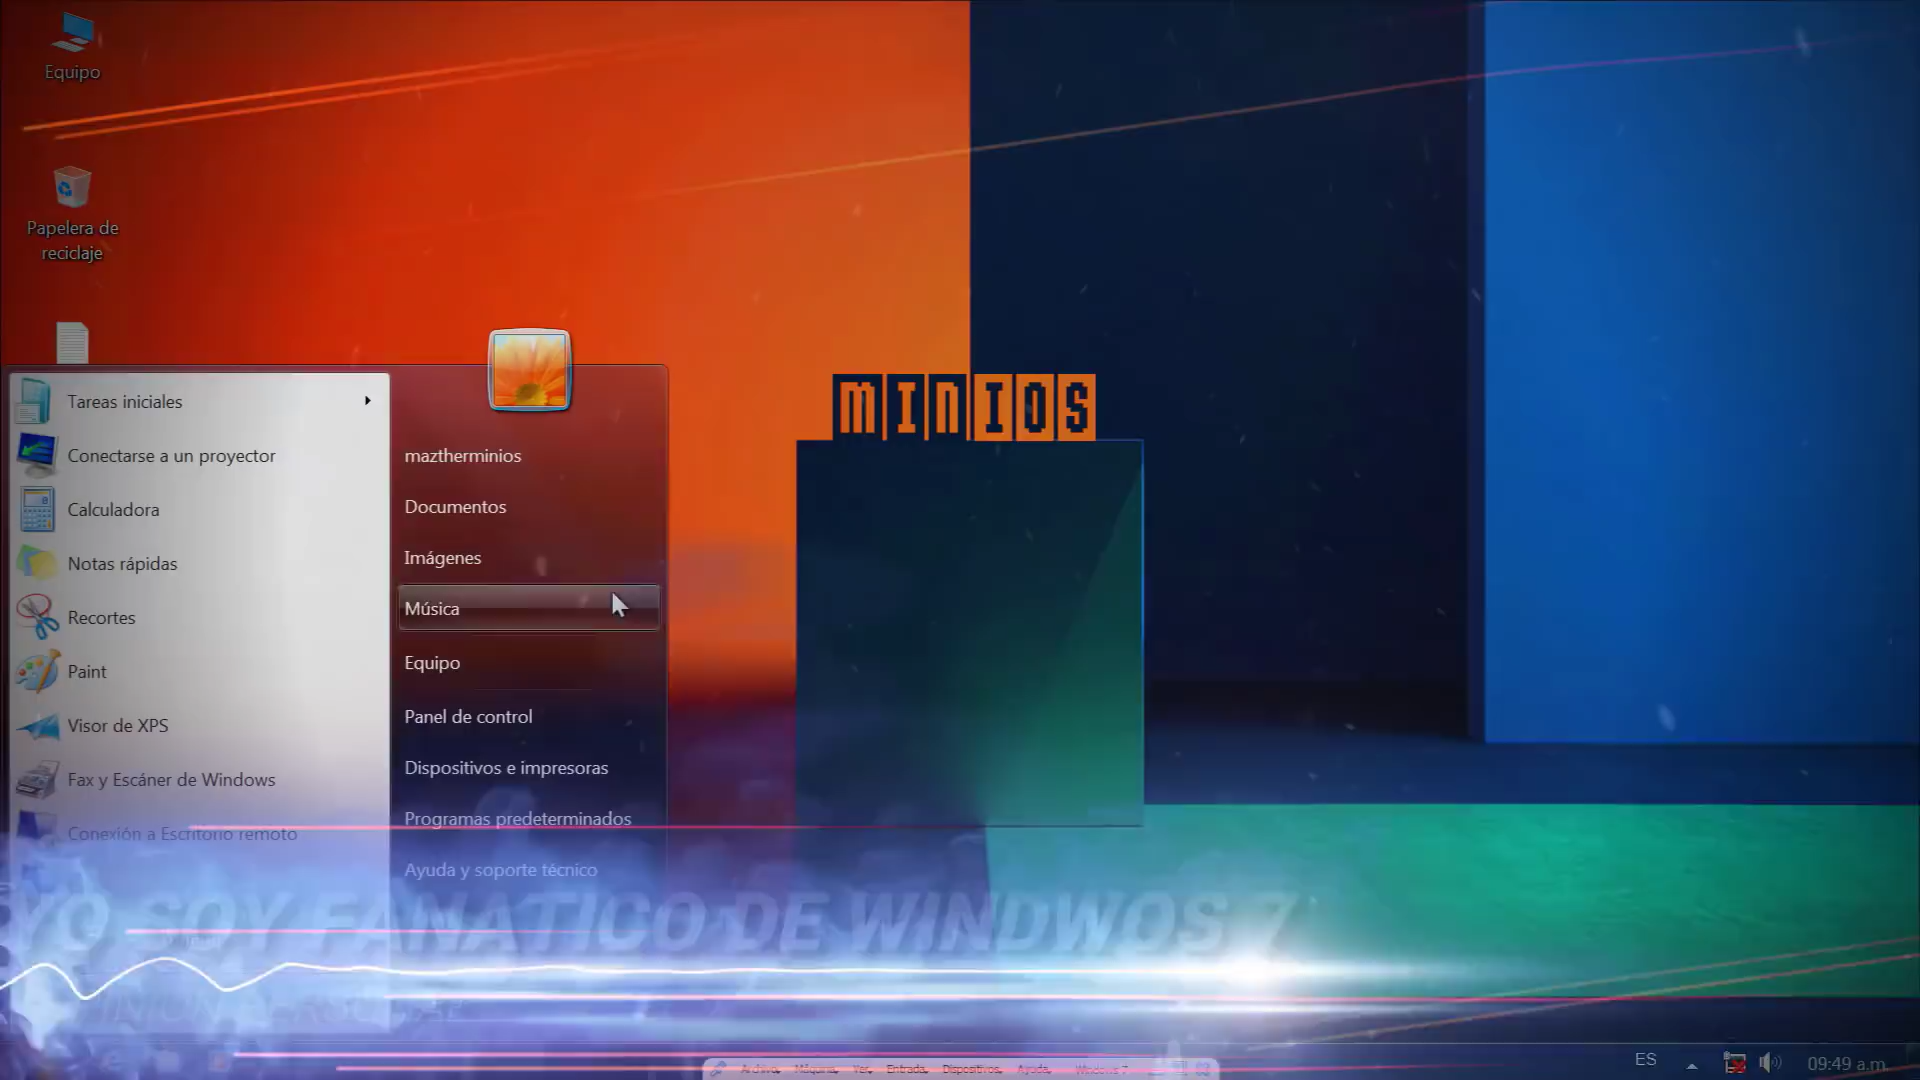 Equipo
Papelera de
reciclaje
MINIOS
Tareas iniciales
Conectarse a un proyector
Calculadora
Notas rápidas
Recortes
Paint
Visor de XPS
Fax y Escáner de Windows
Conexión a Escritorio remoto
maztherminios
Documentos
Imágenes
Música
Equipo
Panel de control
Dispositivos e impresoras
Programas predeterminados
Ayuda y soporte técnico
YO SOY FANATICO DE WINDWOS 7
Archivo Máquina Ver Entrada Dispositivos Ayuda Windows 7
ES
09:49 a.m.